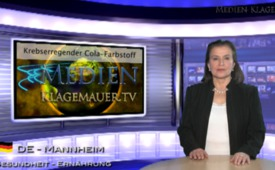 MEDIEN-KLAGE
Krebserregender Cola-Farbstoff
MEDIEN
KLAGEMAUER.TV
DE - MANNHEIM
GESUNDHEIT - ERNÄHRUNG